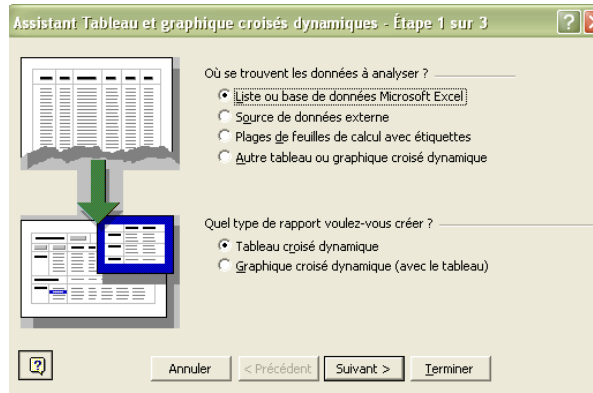 Assistant Tableau et graphique croisés dynamiques - Étape 1 sur 3
Où se trouvent les données à analyser ?
Liste ou base de données Microsoft Excel
Source de données externe
Plages de feuilles de calcul avec étiquettes
Autre tableau ou graphique croisé dynamique
Quel type de rapport voulez-vous créer ?
Tableau croisé dynamique
Graphique croisé dynamique (avec le tableau)
Annuler < Précédent Suivant > Terminer